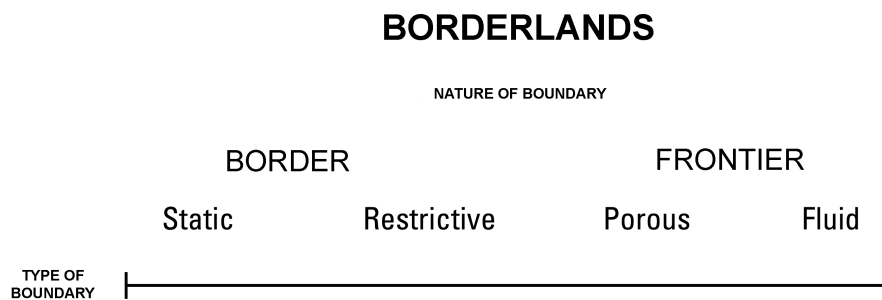 BORDERLANDS
NATURE OF BOUNDARY
BORDER FRONTIER
Static Restrictive Porous Fluid
TYPE OF
BOUNDARY